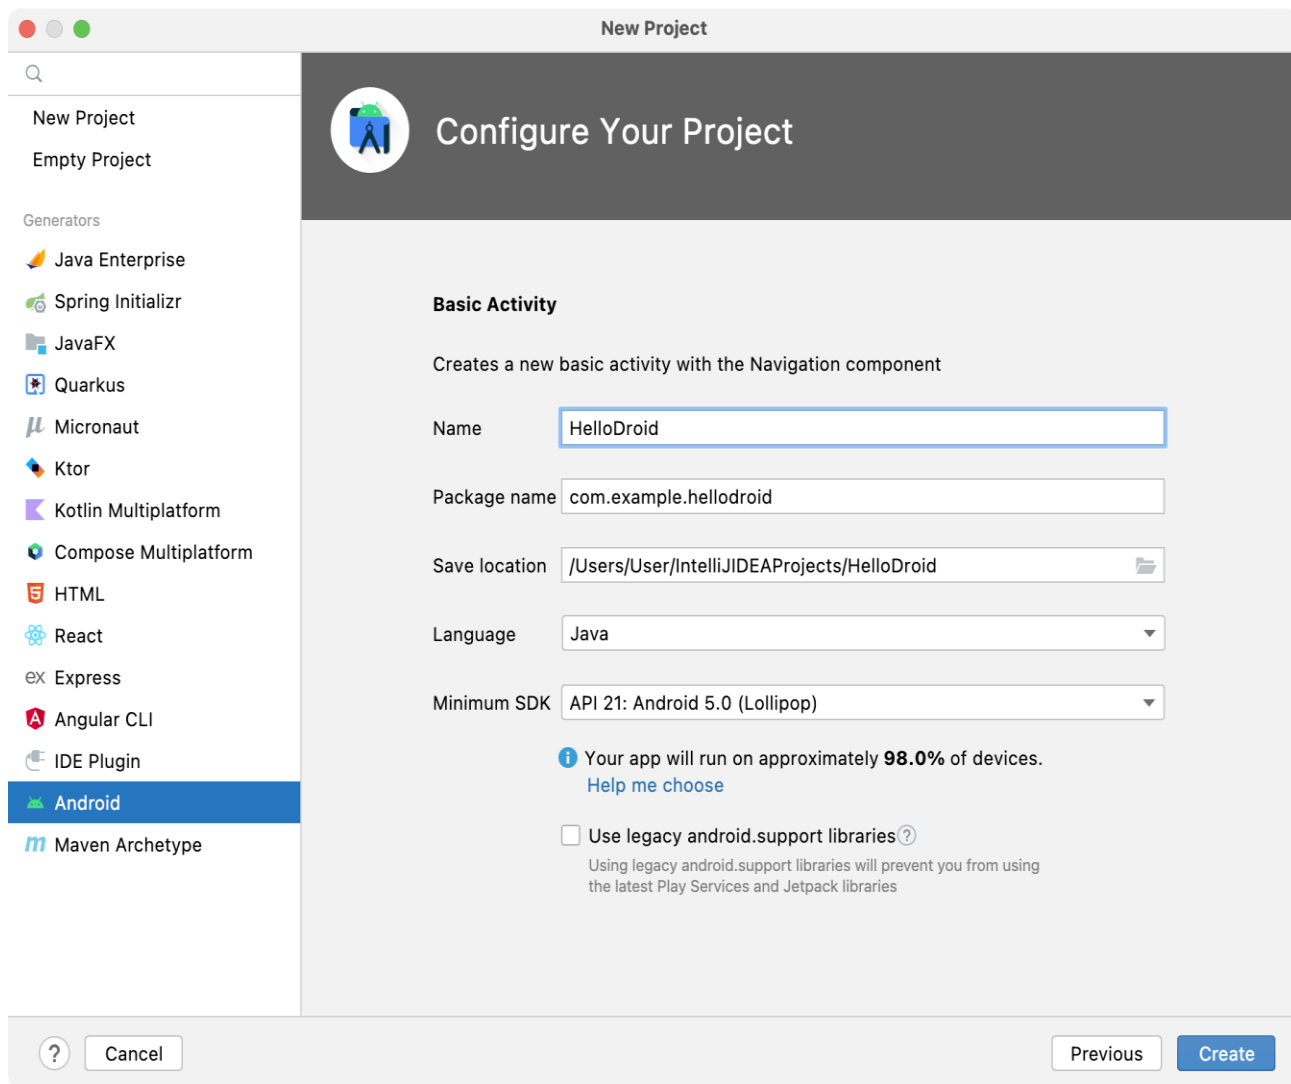 New Project
New Project
Empty Project
Generators
Java Enterprise
Spring Initializr
JavaFX
Quarkus
Micronaut
Ktor
Kotlin Multiplatform
Compose Multiplatform
HTML
React
ex Express
Angular CLI
IDE Plugin
Android
m Maven Archetype
Configure Your Project
Basic Activity
Creates a new basic activity with the Navigation component
Name HelloDroid
Package name com.example.hellodroid
Save location /Users/User/IntelliJIDEAProjects/HelloDroid
Language Java
Minimum SDK API 21: Android 5.0 (Lollipop)
Your app will run on approximately 98.0% of devices.
Help me choose
Use legacy android.support libraries ?
Using legacy android.support libraries will prevent you from using
the latest Play Services and Jetpack libraries
? Cancel Previous Create